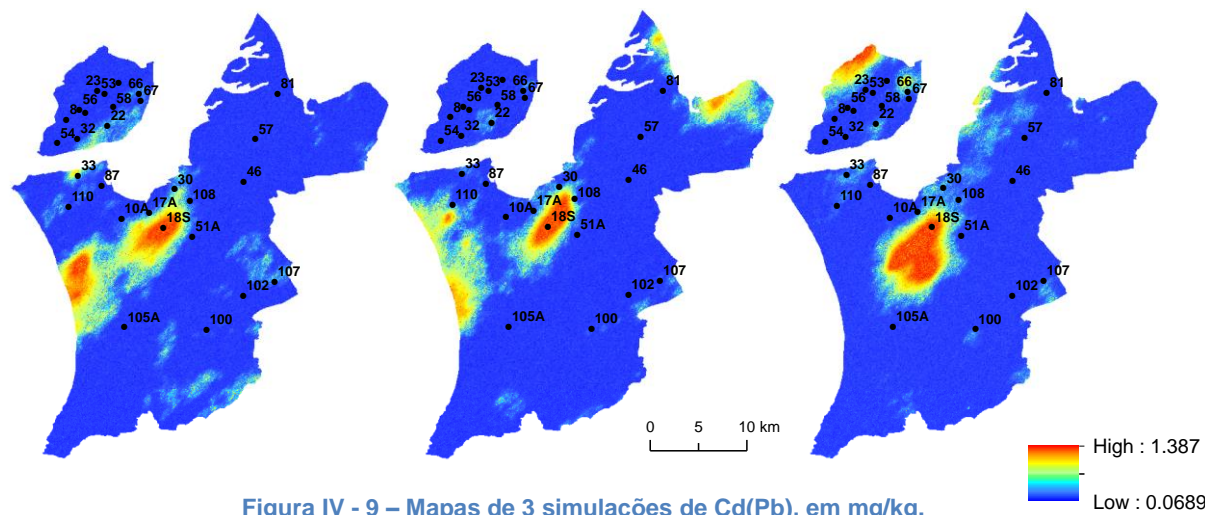 23 53 66 67
8 56 58
54 32 22
81
57
33 87
110
30
46
108
10A 17A
18S
51A
107
102
105A
100
23 53 66 67
8 56 58
54 32 22
81
57
33 87
110
30
46
108
10A 17A
18S
51A
107
102
105A
100
23 53 66 67
8 56 58
54 32 22
81
57
33 87
110
30
46
108
10A 17A
18S
51A
107
102
105A
100
0 5 10 km
High : 1.387
Low : 0.0689
Figura IV - 9 – Mapas de 3 simulações de Cd(Pb), em mg/kg.